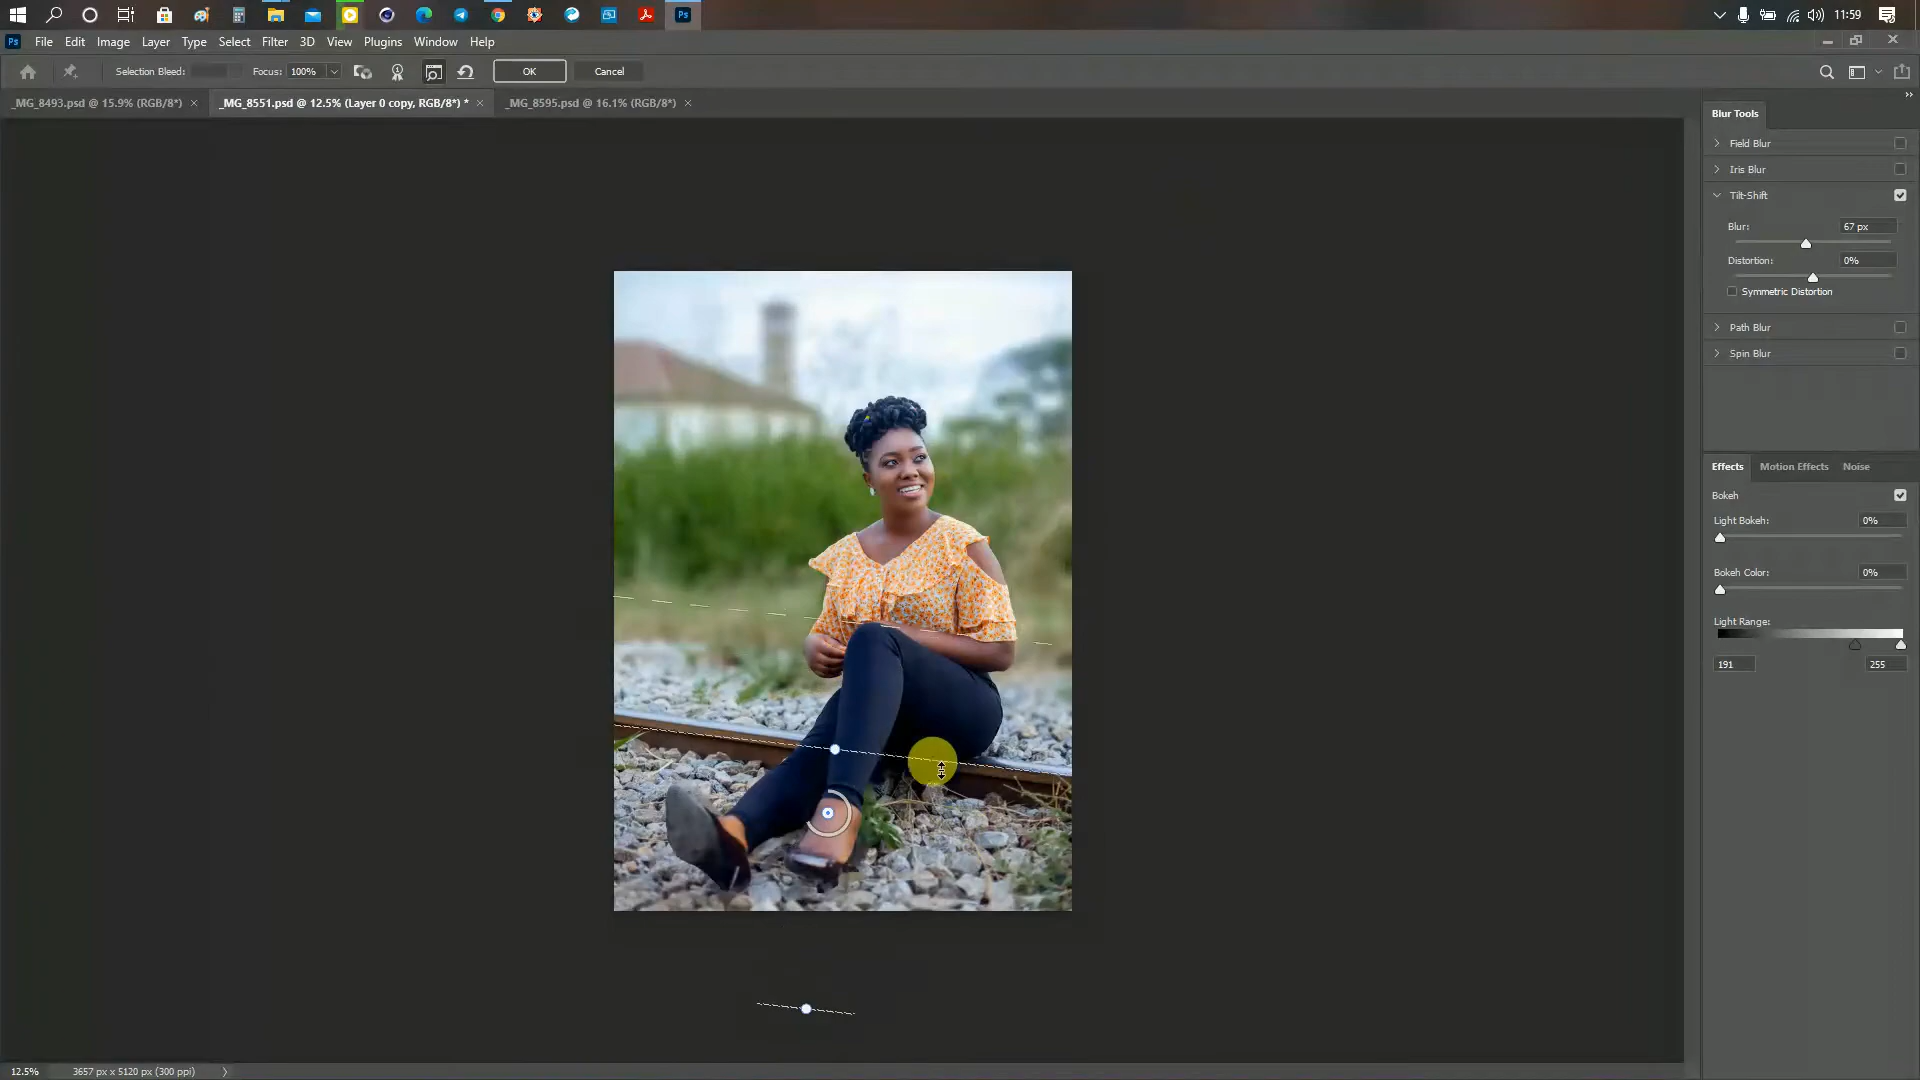 11:59
Ps File Edit Image Layer Type Select Filter 3D View Plugins Window Help
Selection Bleed: Focus: 100% OK Cancel
_MG_8493.psd @ 15.9% (RGB/8*) × _MG_8551.psd @ 12.5% (Layer 0 copy, RGB/8*) * × _MG_8595.psd @ 16.1% (RGB/8*) ×
Blur Tools
Field Blur
Iris Blur
Tilt-Shift
Blur: 67 px
Distortion: 0%
Symmetric Distortion
Path Blur
Spin Blur
Effects Motion Effects Noise
Bokeh
Light Bokeh: 0%
Bokeh Color: 0%
Light Range:
191 255
12.5% 3657 px x 5120 px (300 ppi)